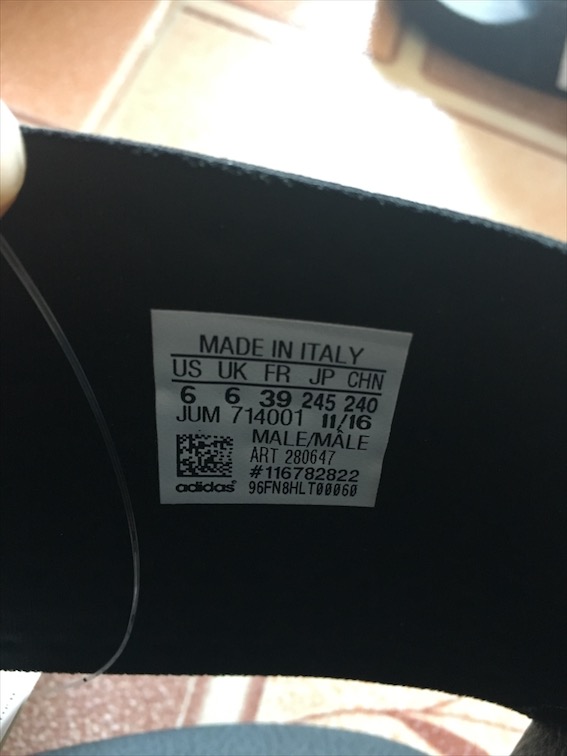 MADE IN ITALY
US UK FR JP CHN
6 6 39 245 240
JUM 714001 11/16
MALE/MÂLE
ART 280647
#116782822
adidas 96FN8HLT00060